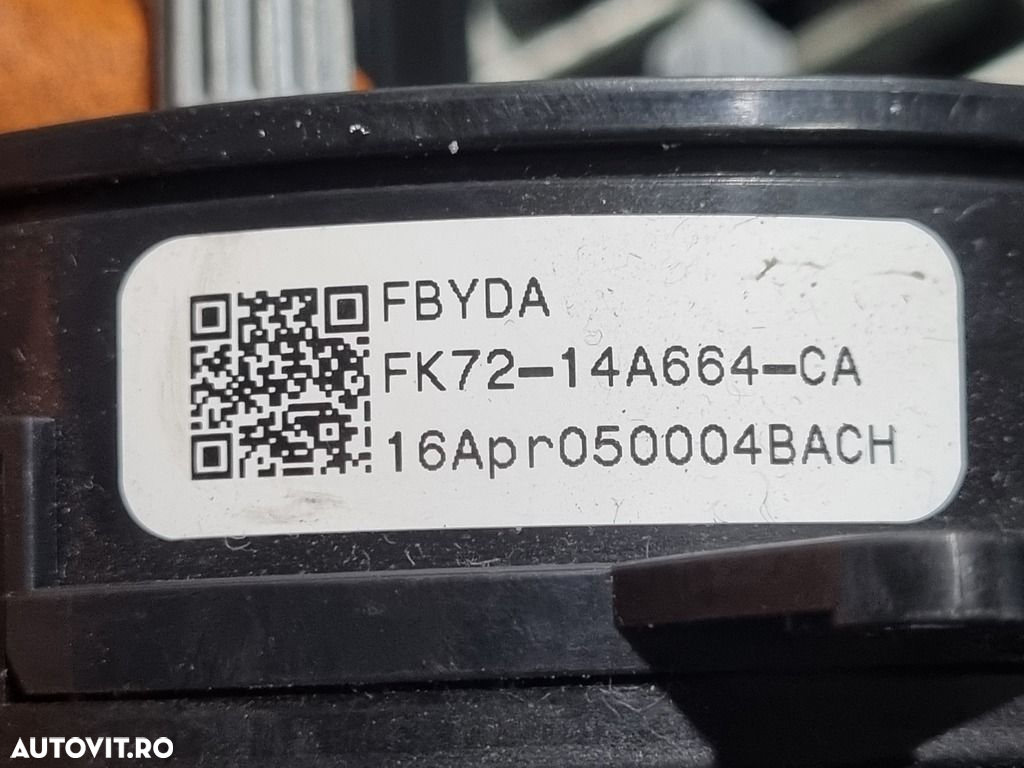 FBYDA
FK72-14A664-CA
16Apr050004BACH
AUTOVIT.RO